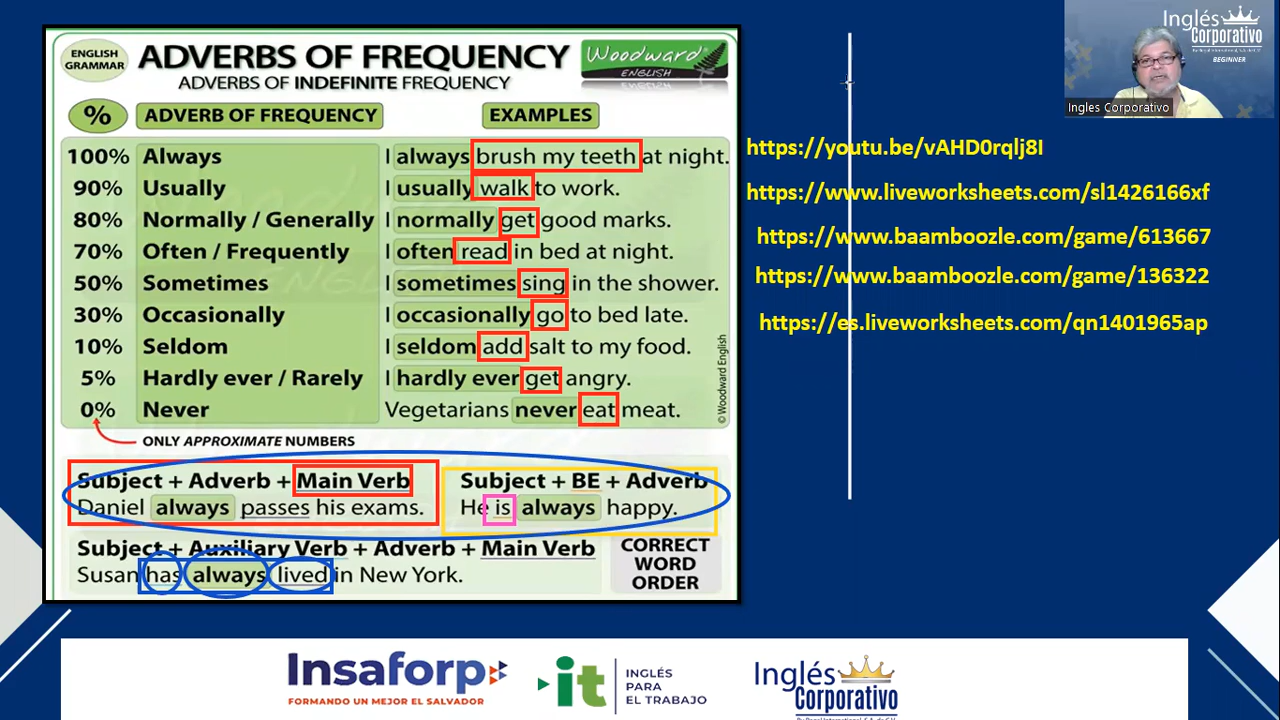 ENGLISH
GRAMMAR
ADVERBS OF FREQUENCY
ADVERBS OF INDEFINITE FREQUENCY
Woodward
ENGLISH
% ADVERB OF FREQUENCY EXAMPLES
100% Always I always brush my teeth at night.
90% Usually I usually walk to work.
80% Normally / Generally I normally get good marks.
70% Often / Frequently I often read in bed at night.
50% Sometimes I sometimes sing in the shower.
30% Occasionally I occasionally go to bed late.
10% Seldom I seldom add salt to my food.
5% Hardly ever / Rarely I hardly ever get angry.
0% Never Vegetarians never eat meat.
ONLY APPROXIMATE NUMBERS
© Woodward English
Subject + Adverb + Main Verb
Daniel always passes his exams.
Subject + BE + Adverb
He is always happy.
Subject + Auxiliary Verb + Adverb + Main Verb
Susan has always lived in New York.
CORRECT
WORD
ORDER
Inglés
Corporativo
BEGINNER
Ingles Corporativo
https://youtu.be/vAHD0rqlj8I
https://www.liveworksheets.com/sl1426166xf
https://www.baamboozle.com/game/613667
https://www.baamboozle.com/game/136322
https://es.liveworksheets.com/qn1401965ap
Insaforp
FORMANDO UN MEJOR EL SALVADOR
it
INGLÉS
PARA
EL TRABAJO
Inglés
Corporativo